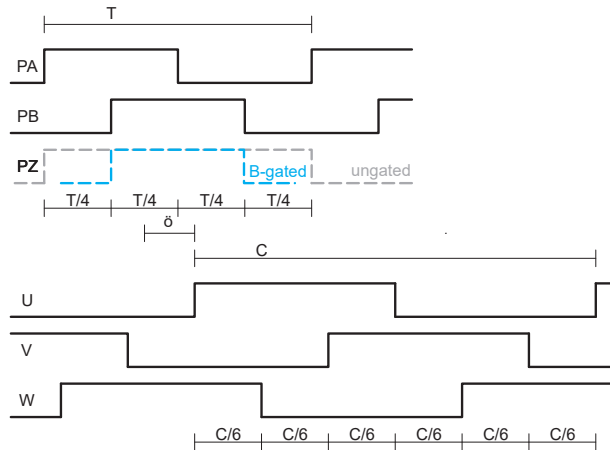 T
PA
PB
PZ
B-gated
ungated
T/4 T/4 T/4 T/4
ö
C
U
V
W
C/6 C/6 C/6 C/6 C/6 C/6